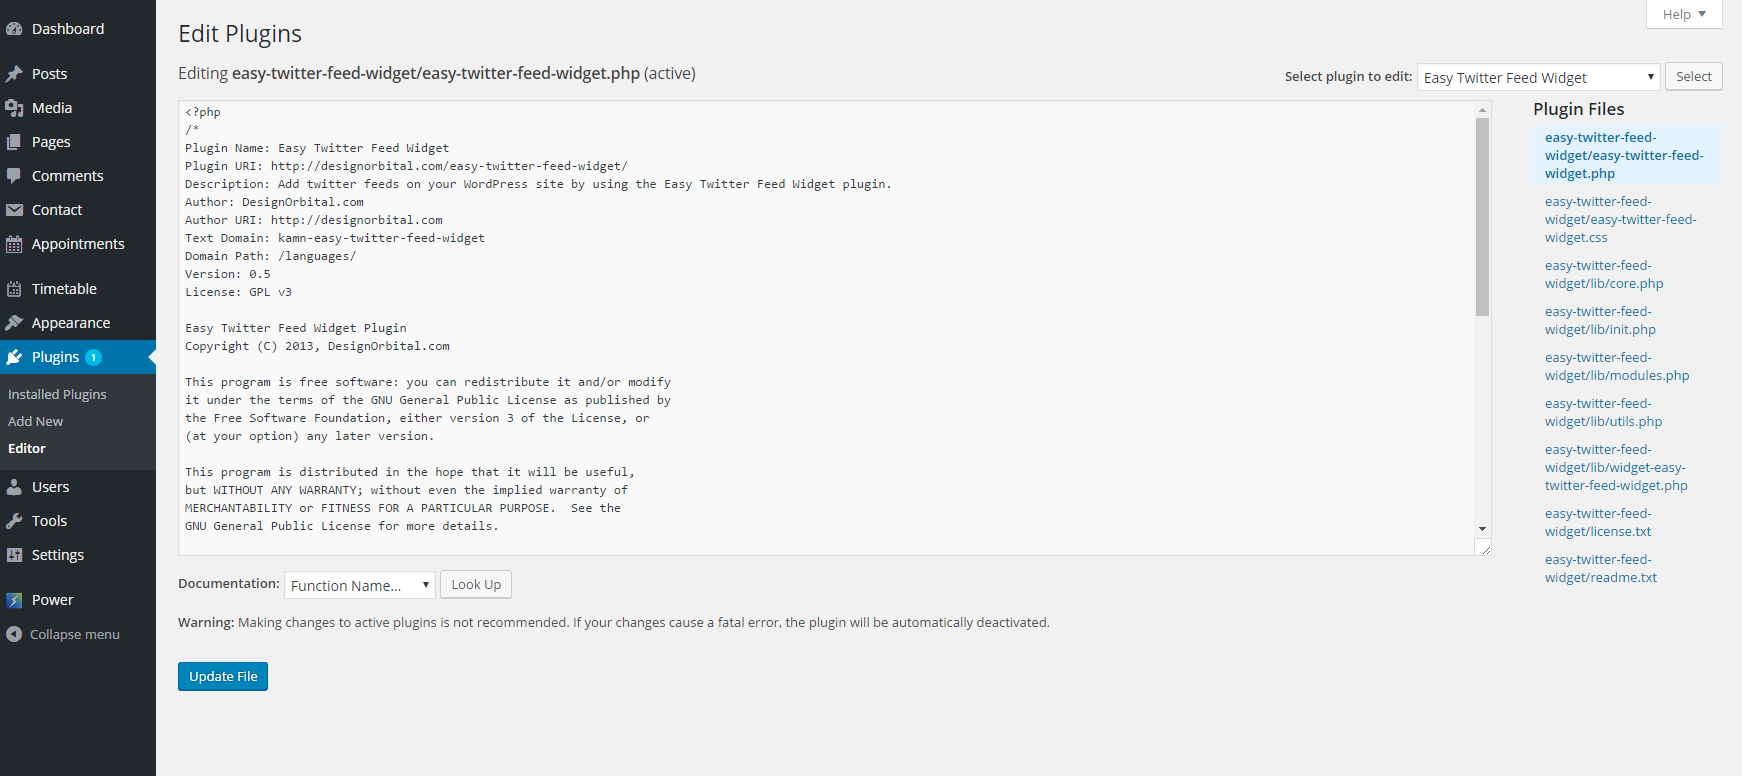 Dashboard
Posts
Media
Pages
Comments
Contact
Appointments
Timetable
Appearance
Plugins 1
Installed Plugins
Add New
Editor
Users
Tools
Settings
Power
Collapse menu
Help
Edit Plugins
Editing easy-twitter-feed-widget/easy-twitter-feed-widget.php (active)
Select plugin to edit: Easy Twitter Feed Widget Select
<?php
/*
Plugin Name: Easy Twitter Feed Widget
Plugin URI: http://designorbital.com/easy-twitter-feed-widget/
Description: Add twitter feeds on your WordPress site by using the Easy Twitter Feed Widget plugin.
Author: DesignOrbital.com
Author URI: http://designorbital.com
Text Domain: kamn-easy-twitter-feed-widget
Domain Path: /languages/
Version: 0.5
License: GPL v3
Easy Twitter Feed Widget Plugin
Copyright (C) 2013, DesignOrbital.com
This program is free software: you can redistribute it and/or modify
it under the terms of the GNU General Public License as published by
the Free Software Foundation, either version 3 of the License, or
(at your option) any later version.
This program is distributed in the hope that it will be useful,
but WITHOUT ANY WARRANTY; without even the implied warranty of
MERCHANTABILITY or FITNESS FOR A PARTICULAR PURPOSE.  See the
GNU General Public License for more details.
Plugin Files
easy-twitter-feed-
widget/easy-twitter-feed-
widget.php
easy-twitter-feed-
widget/easy-twitter-feed-
widget.css
easy-twitter-feed-
widget/lib/core.php
easy-twitter-feed-
widget/lib/init.php
easy-twitter-feed-
widget/lib/modules.php
easy-twitter-feed-
widget/lib/utils.php
easy-twitter-feed-
widget/lib/widget-easy-
twitter-feed-widget.php
easy-twitter-feed-
widget/license.txt
easy-twitter-feed-
widget/readme.txt
Documentation: Function Name... Look Up
Warning: Making changes to active plugins is not recommended. If your changes cause a fatal error, the plugin will be automatically deactivated.
Update File